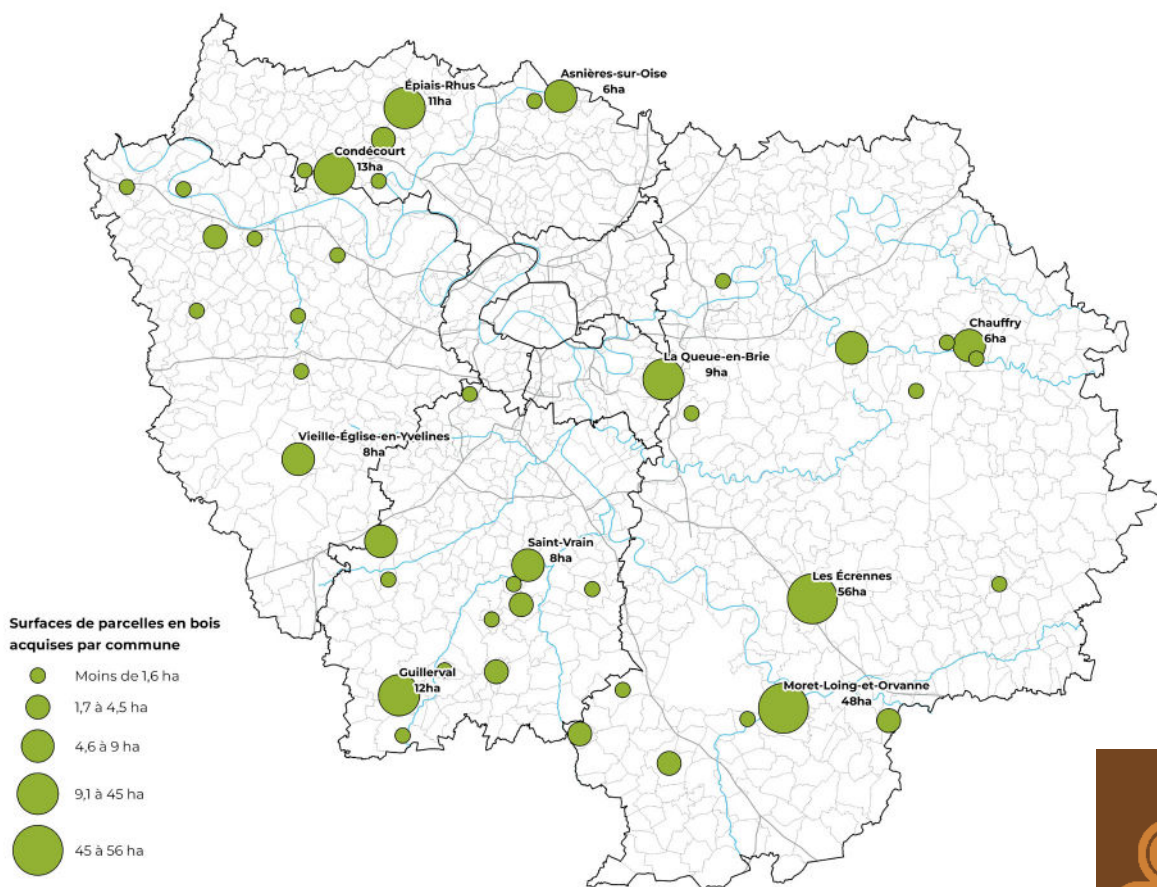 Asnières-sur-Oise
6ha
Épiais-Rhus
11ha
Condécourt
13ha
Chauffry
6ha
La Queue-en-Brie
9ha
Vieille-Église-en-Yvelines
8ha
Saint-Vrain
8ha
Les Écrennes
56ha
Guillerval
12ha
Moret-Loing-et-Orvanne
48ha
Surfaces de parcelles en bois
acquises par commune
Moins de 1,6 ha
1,7 à 4,5 ha
4,6 à 9 ha
9,1 à 45 ha
45 à 56 ha